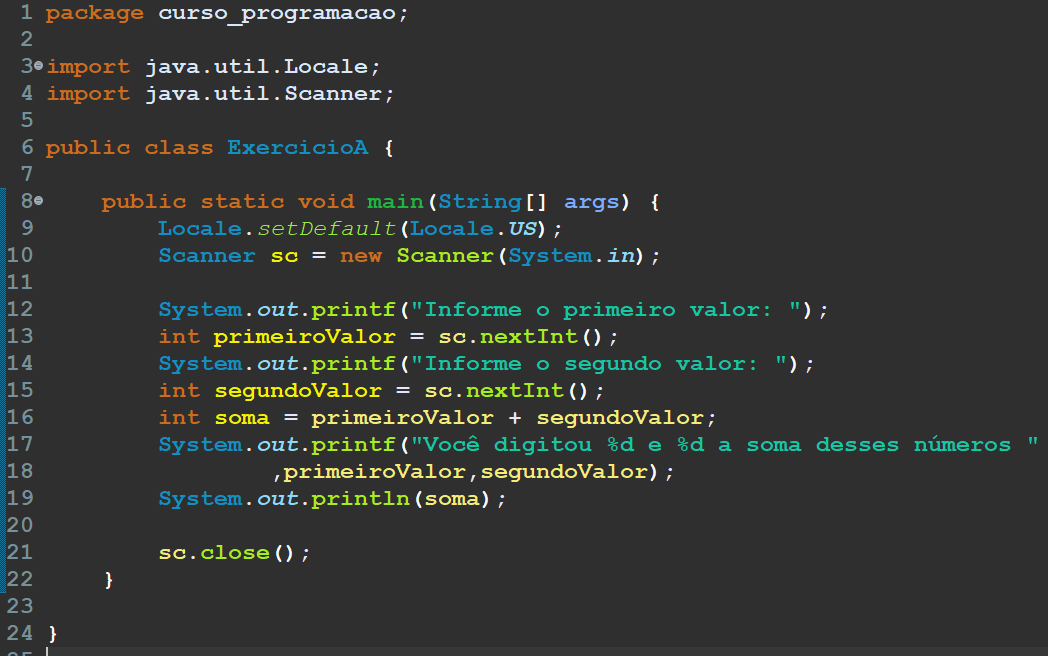 1 package curso_programacao;
2
3 import java.util.Locale;
4 import java.util.Scanner;
5
6 public class ExercicioA {
7
8     public static void main(String[] args) {
9         Locale.setDefault(Locale.US);
10         Scanner sc = new Scanner(System.in);
11
12         System.out.printf("Informe o primeiro valor: ");
13         int primeiroValor = sc.nextInt();
14         System.out.printf("Informe o segundo valor: ");
15         int segundoValor = sc.nextInt();
16         int soma = primeiroValor + segundoValor;
17         System.out.printf("Você digitou %d e %d a soma desses números "
18                 ,primeiroValor,segundoValor);
19         System.out.println(soma);
20
21         sc.close();
22     }
23
24 }